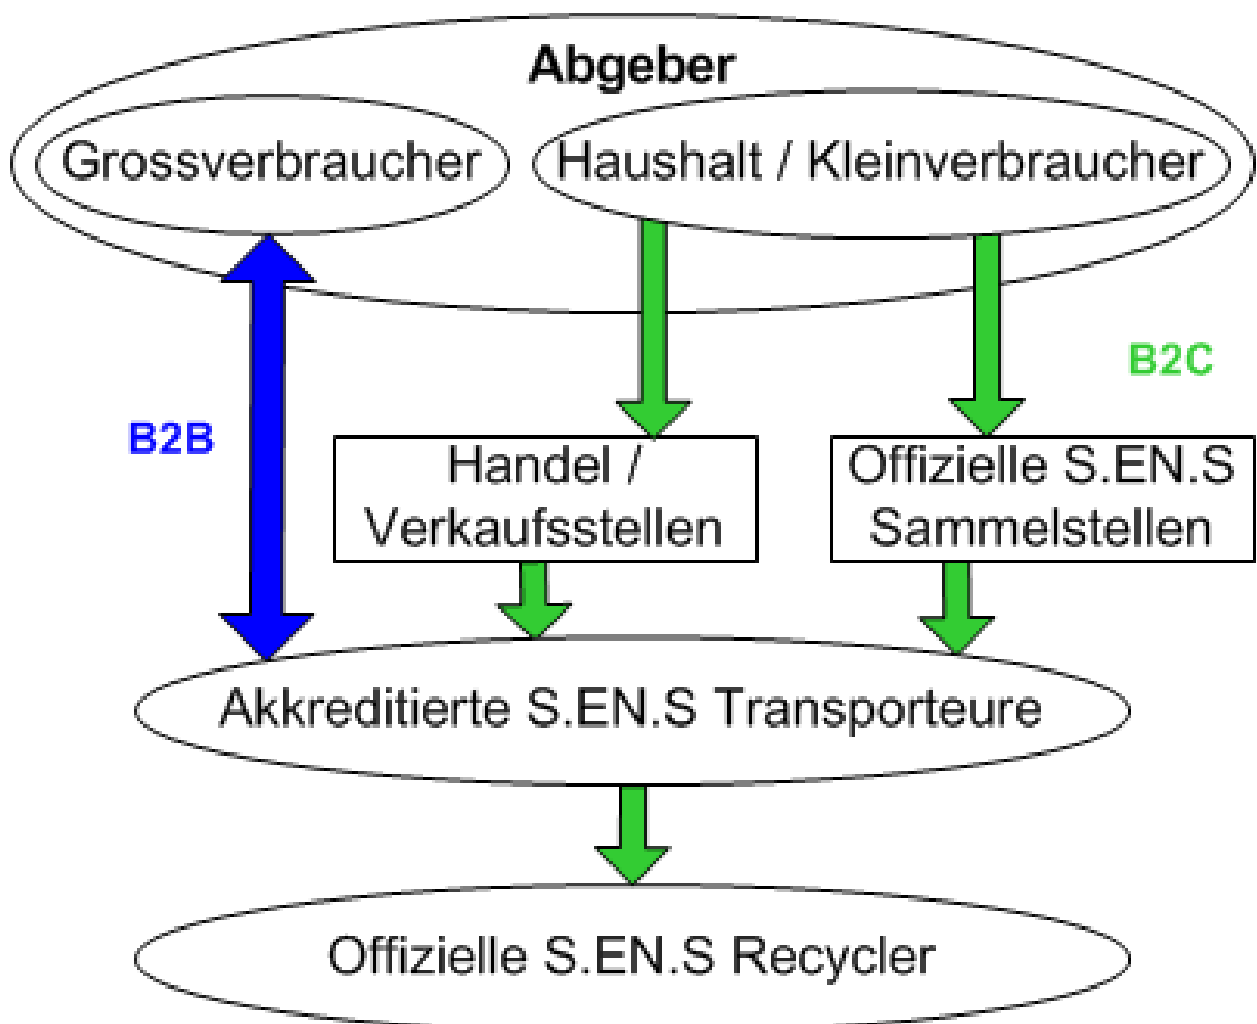 Abgeber
Grossverbraucher
Haushalt / Kleinverbraucher
B2C
B2B
Handel /
Verkaufsstellen
Offizielle S.EN.S
Sammelstellen
Akkreditierte S.EN.S Transporteure
Offizielle S.EN.S Recycler